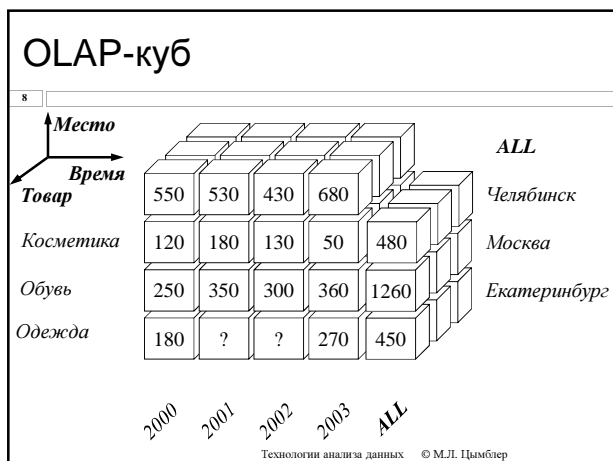 OLAP-куб
8
Место
Время
Товар
ALL
550 530 430 680 Челябинск
Косметика 120 180 130 50 480 Москва
Обувь 250 350 300 360 1260 Екатеринбург
Одежда 180 ? ? 270 450
2000 2001 2002 2003 ALL
Технологии анализа данных © М.Л. Цымблер